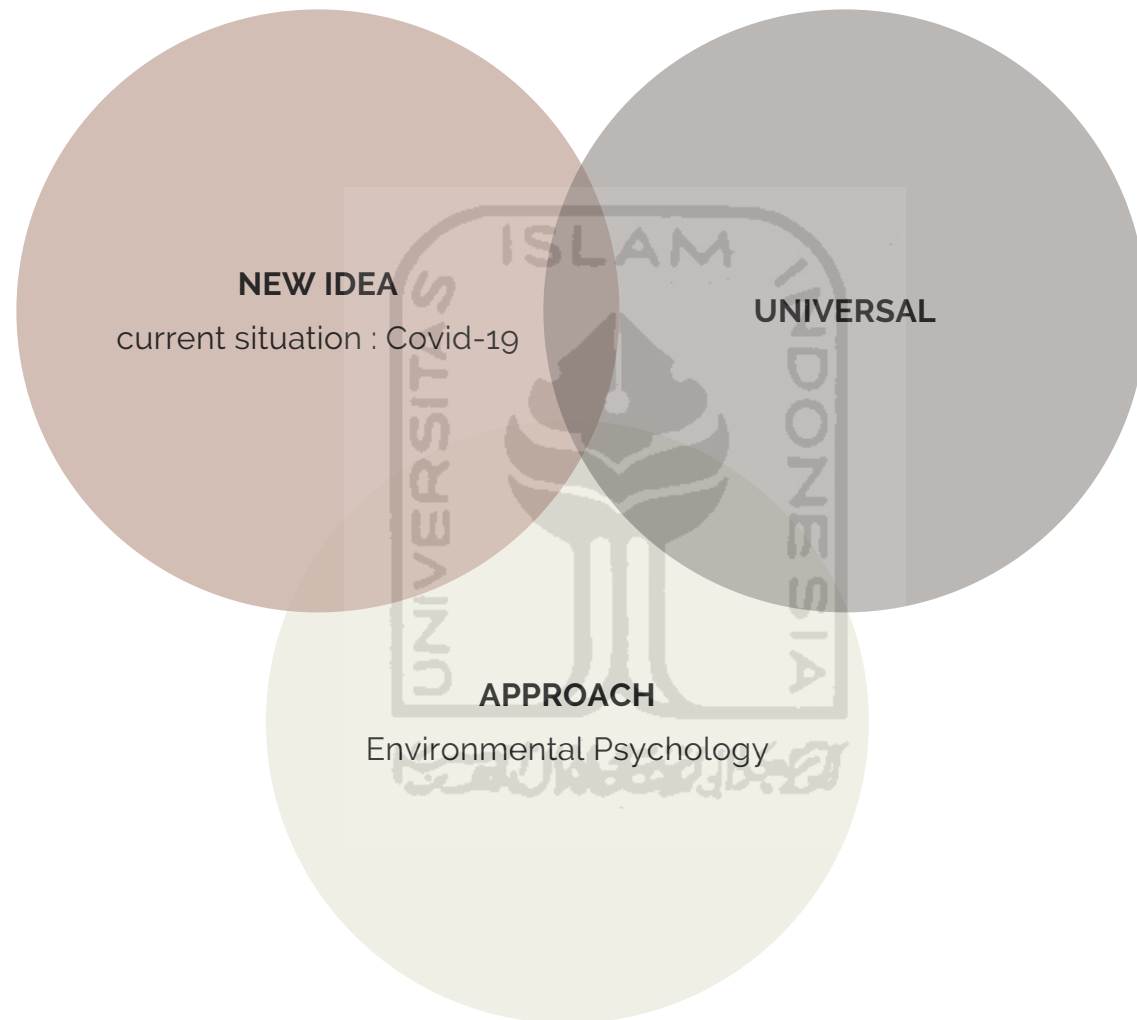 NEW IDEA
current situation : Covid-19
UNIVERSAL
APPROACH
Environmental Psychology
UNIVERSITAS
ISLAM
INDONESIA